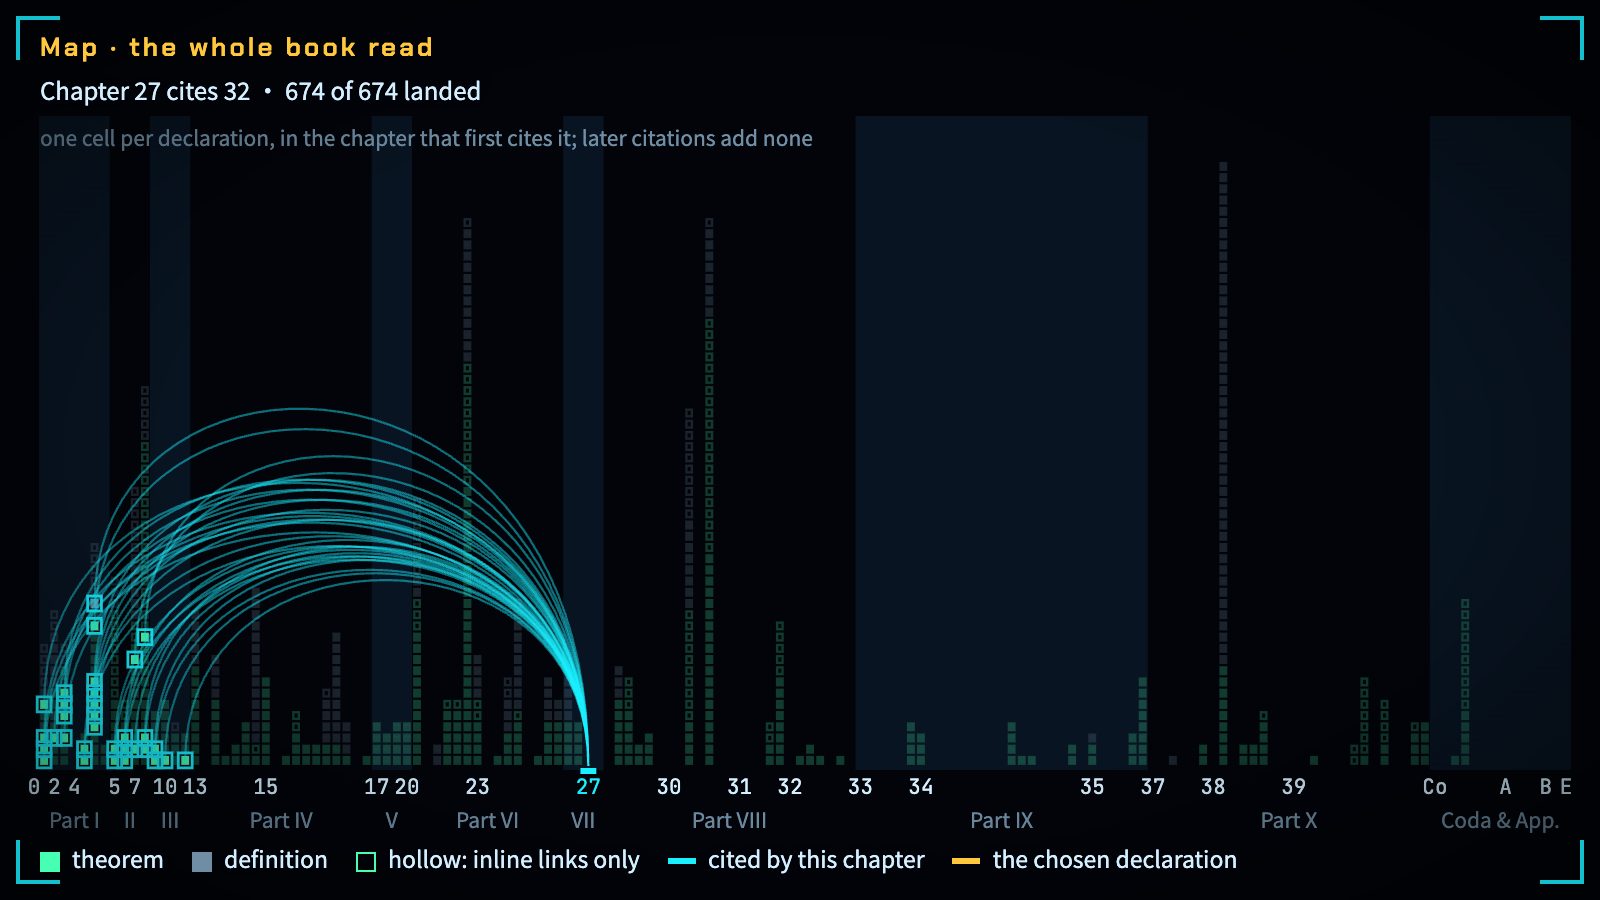 Map · the whole book read
Chapter 27 cites 32 • 674 of 674 landed
one cell per declaration, in the chapter that first cites it; later citations add none
0 2 4 5 7 10 13 15 17 20 23 27 30 31 32 33 34 35 37 38 39 Co A B E
Part I II III Part IV V Part VI VII Part VIII Part IX Part X Coda & App.
theorem definition hollow: inline links only cited by this chapter the chosen declaration